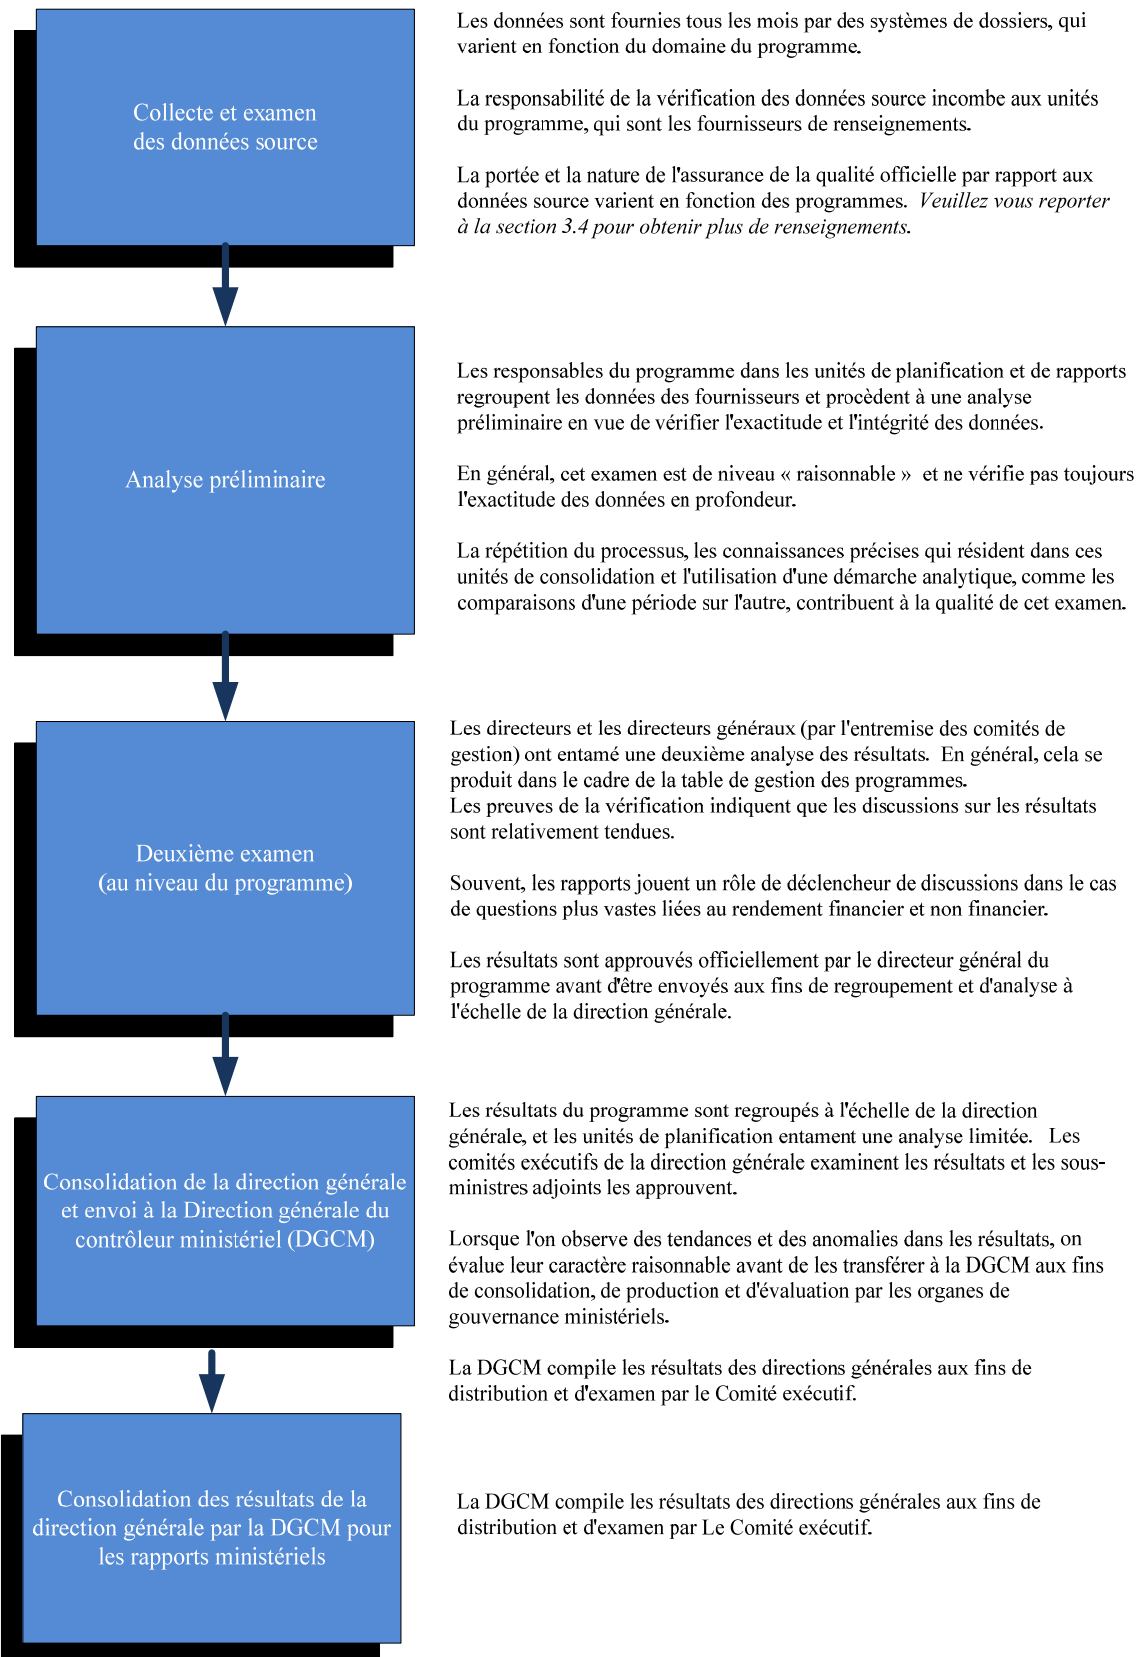 Collecte et examen
des données source
Les données sont fournies tous les mois par des systèmes de dossiers, qui
varient en fonction du domaine du programme.
La responsabilité de la vérification des données source incombe aux unités
du programme, qui sont les fournisseurs de renseignements.
La portée et la nature de l'assurance de la qualité officielle par rapport aux
données source varient en fonction des programmes. Veuillez vous reporter
à la section 3.4 pour obtenir plus de renseignements.
Analyse préliminaire
Les responsables du programme dans les unités de planification et de rapports
regroupent les données des fournisseurs et procèdent à une analyse
préliminaire en vue de vérifier l'exactitude et l'intégrité des données.
En général, cet examen est de niveau « raisonnable » et ne vérifie pas toujours
l'exactitude des données en profondeur.
La répétition du processus, les connaissances précises qui résident dans ces
unités de consolidation et l'utilisation d'une démarche analytique, comme les
comparaisons d'une période sur l'autre, contribuent à la qualité de cet examen.
Deuxième examen
(au niveau du programme)
Les directeurs et les directeurs généraux (par l'entremise des comités de
gestion) ont entamé une deuxième analyse des résultats. En général, cela se
produit dans le cadre de la table de gestion des programmes.
Les preuves de la vérification indiquent que les discussions sur les résultats
sont relativement tendues.
Souvent, les rapports jouent un rôle de déclencheur de discussions dans le cas
de questions plus vastes liées au rendement financier et non financier.
Les résultats sont approuvés officiellement par le directeur général du
programme avant d'être envoyés aux fins de regroupement et d'analyse à
l'échelle de la direction générale.
Consolidation de la direction générale
et envoi à la Direction générale du
contrôleur ministériel (DGCM)
Les résultats du programme sont regroupés à l'échelle de la direction
générale, et les unités de planification entament une analyse limitée. Les
comités exécutifs de la direction générale examinent les résultats et les sous-
ministres adjoints les approuvent.
Lorsque l'on observe des tendances et des anomalies dans les résultats, on
évalue leur caractère raisonnable avant de les transférer à la DGCM aux fins
de consolidation, de production et d'évaluation par les organes de
gouvernance ministériels.
La DGCM compile les résultats des directions générales aux fins de
distribution et d'examen par le Comité exécutif.
Consolidation des résultats de la
direction générale par la DGCM pour
les rapports ministériels
La DGCM compile les résultats des directions générales aux fins de
distribution et d'examen par Le Comité exécutif.